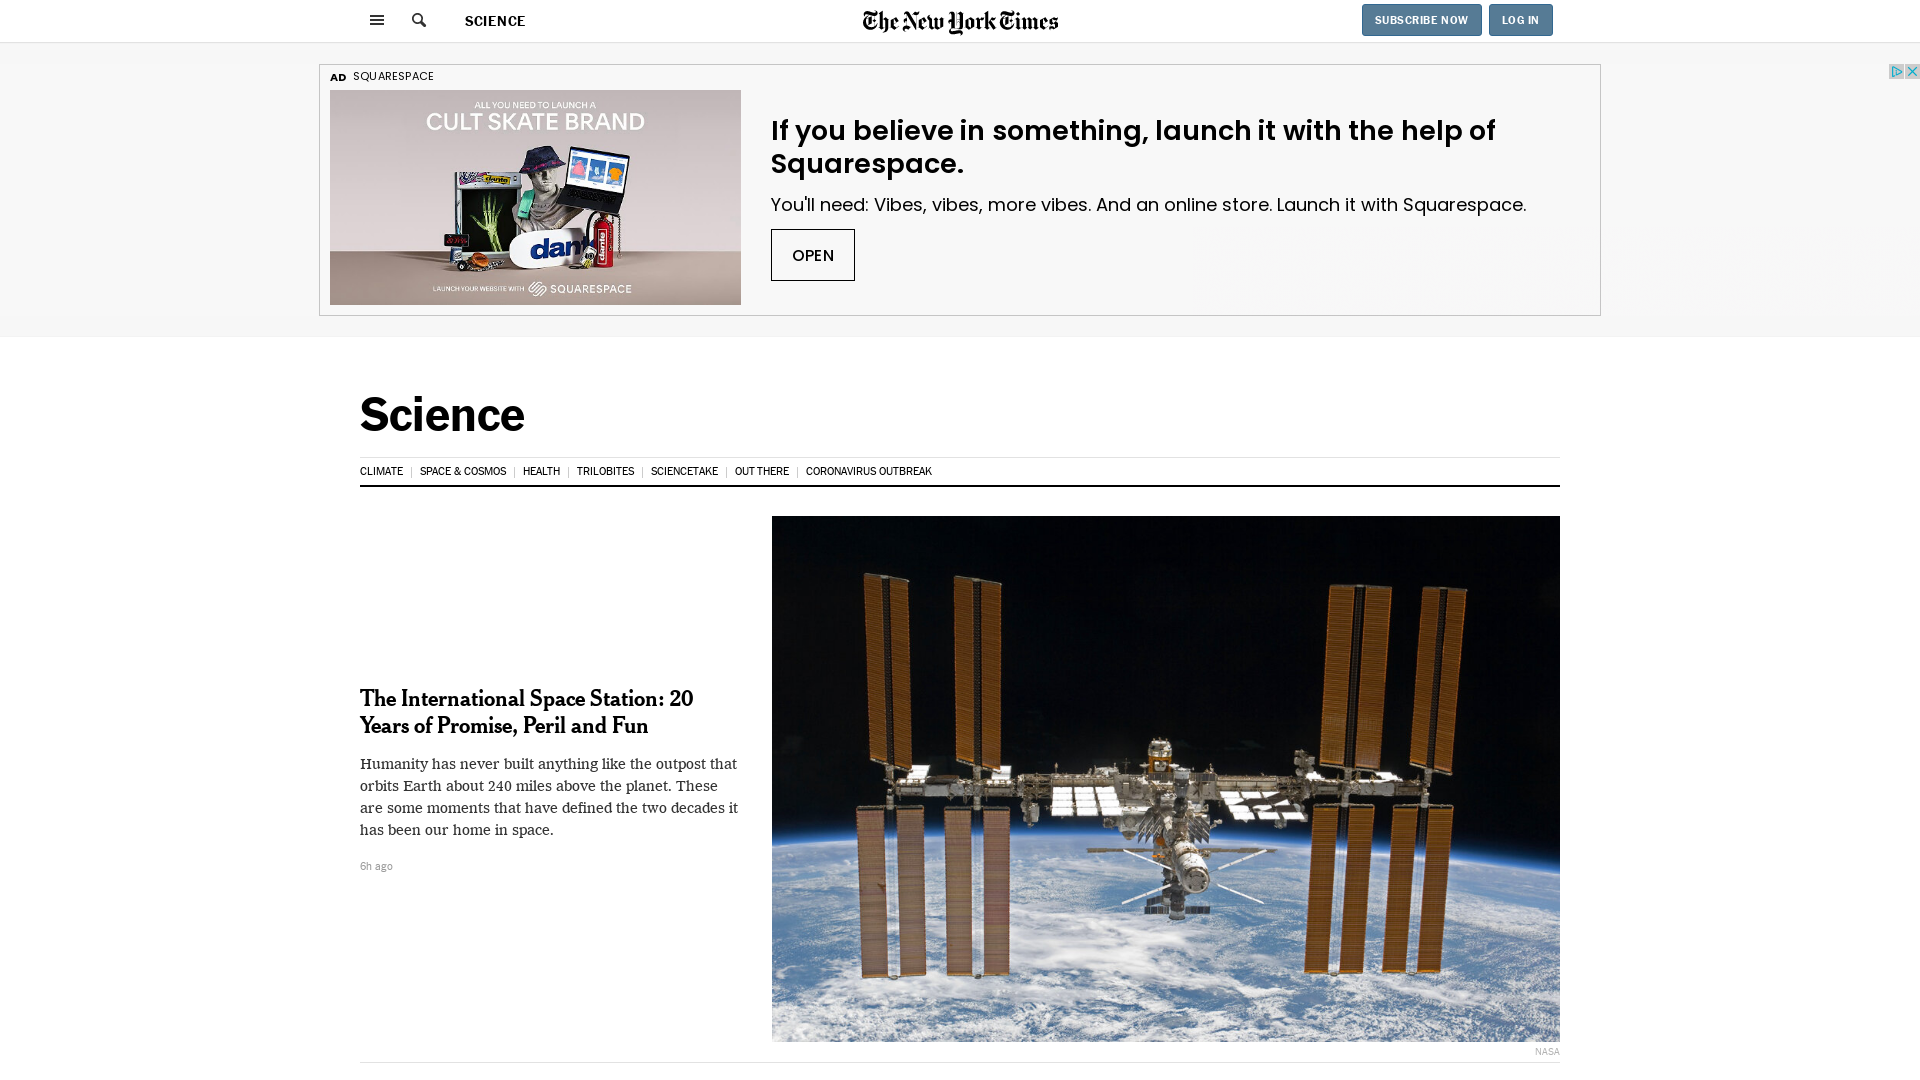 SCIENCE
The New York Times
SUBSCRIBE NOW
LOG IN
AD SQUARESPACE
ALL YOU NEED TO LAUNCH A
CULT SKATE BRAND
dante
dante
LAUNCH YOUR WEBSITE WITH SQUARESPACE
If you believe in something, launch it with the help of
Squarespace.
You'll need: Vibes, vibes, more vibes. And an online store. Launch it with Squarespace.
OPEN
Science
CLIMATE
SPACE & COSMOS
HEALTH
TRILOBITES
SCIENCETAKE
OUT THERE
CORONAVIRUS OUTBREAK
The International Space Station: 20
Years of Promise, Peril and Fun
Humanity has never built anything like the outpost that
orbits Earth about 240 miles above the planet. These
are some moments that have defined the two decades it
has been our home in space.
6h ago
NASA